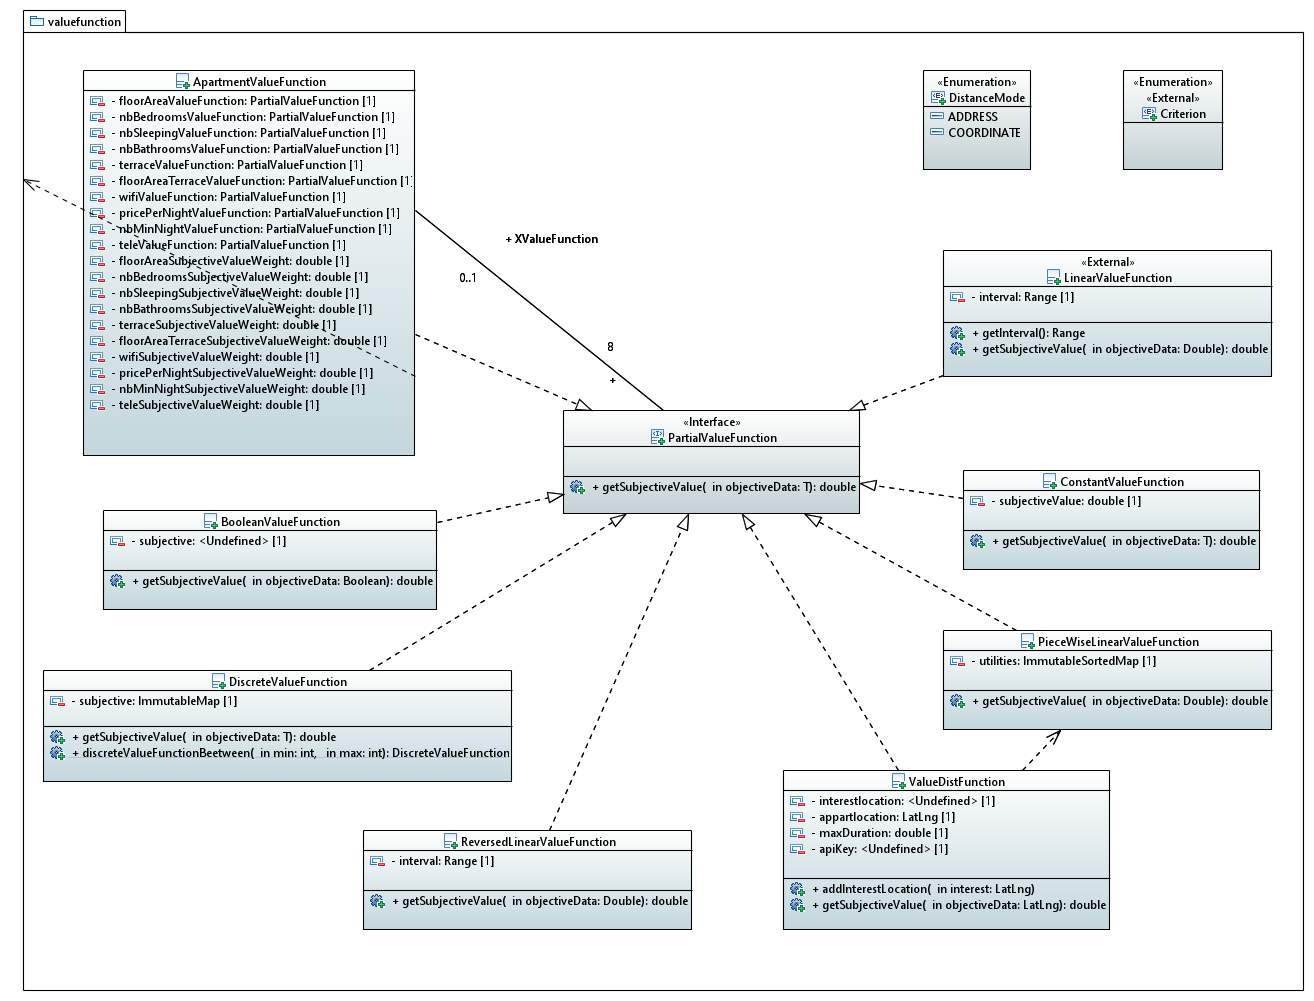 valuefunction
ApartmentValueFunction
- floorAreaValueFunction: PartialValueFunction [1]
- nbBedroomsValueFunction: PartialValueFunction [1]
- nbSleepingValueFunction: PartialValueFunction [1]
- nbBathroomsValueFunction: PartialValueFunction [1]
- terraceValueFunction: PartialValueFunction [1]
- floorAreaTerraceValueFunction: PartialValueFunction [1]
- wifiValueFunction: PartialValueFunction [1]
- pricePerNightValueFunction: PartialValueFunction [1]
- nbMinNightValueFunction: PartialValueFunction [1]
- teleValueFunction: PartialValueFunction [1]
- floorAreaSubjectiveValueWeight: double [1]
- nbBedroomsSubjectiveValueWeight: double [1]
- nbSleepingSubjectiveValueWeight: double [1]
- nbBathroomsSubjectiveValueWeight: double [1]
- terraceSubjectiveValueWeight: double [1]
- floorAreaTerraceSubjectiveValueWeight: double [1]
- wifiSubjectiveValueWeight: double [1]
- pricePerNightSubjectiveValueWeight: double [1]
- nbMinNightSubjectiveValueWeight: double [1]
- teleSubjectiveValueWeight: double [1]
«Enumeration»
DistanceMode
ADDRESS
COORDINATE
«Enumeration»
«External»
Criterion
+ XValueFunction
0..1
8
+
«External»
LinearValueFunction
- interval: Range [1]
+ getInterval(): Range
+ getSubjectiveValue( in objectiveData: Double): double
«Interface»
PartialValueFunction
+ getSubjectiveValue( in objectiveData: T): double
ConstantValueFunction
- subjectiveValue: double [1]
+ getSubjectiveValue( in objectiveData: T): double
BooleanValueFunction
- subjective: <Undefined> [1]
+ getSubjectiveValue( in objectiveData: Boolean): double
PieceWiseLinearValueFunction
- utilities: ImmutableSortedMap [1]
+ getSubjectiveValue( in objectiveData: Double): double
DiscreteValueFunction
- subjective: ImmutableMap [1]
+ getSubjectiveValue( in objectiveData: T): double
+ discreteValueFunctionBeetween( in min: int, in max: int): DiscreteValueFunction
ValueDistFunction
- interestlocation: <Undefined> [1]
- appartlocation: LatLng [1]
- maxDuration: double [1]
- apiKey: <Undefined> [1]
+ addInterestLocation( in interest: LatLng)
+ getSubjectiveValue( in objectiveData: LatLng): double
ReversedLinearValueFunction
- interval: Range [1]
+ getSubjectiveValue( in objectiveData: Double): double